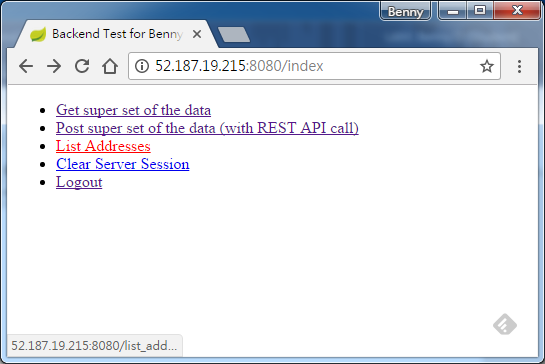 Benny
Backend Test for Benny
52.187.19.215:8080/index
Get super set of the data
Post super set of the data (with REST API call)
List Addresses
Clear Server Session
Logout
52.187.19.215:8080/list_add...